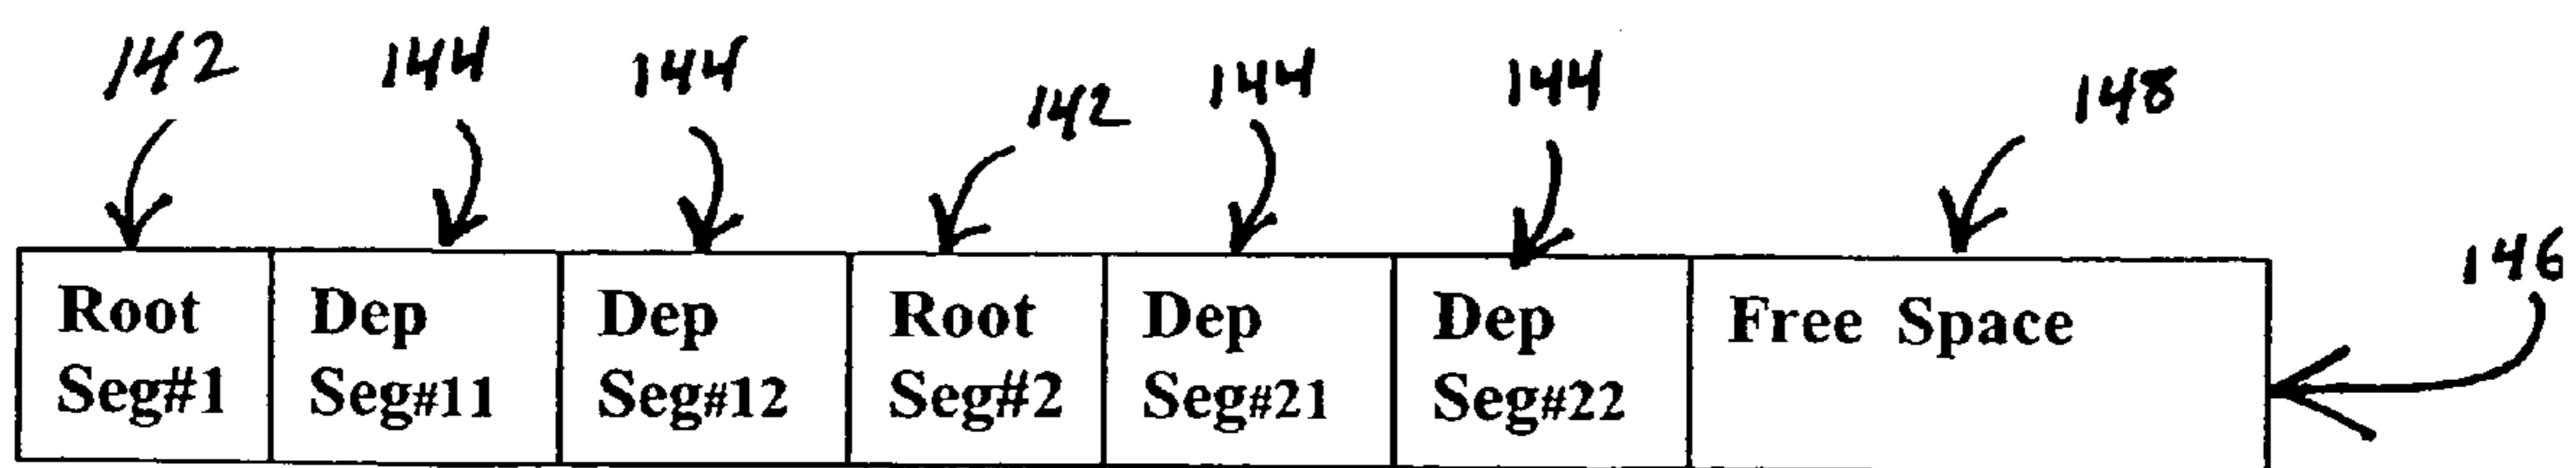 142 144 144 142 144 144 148
146
Root Dep Dep Root Dep Dep Free Space
Seg#1 Seg#11 Seg#12 Seg#2 Seg#21 Seg#22